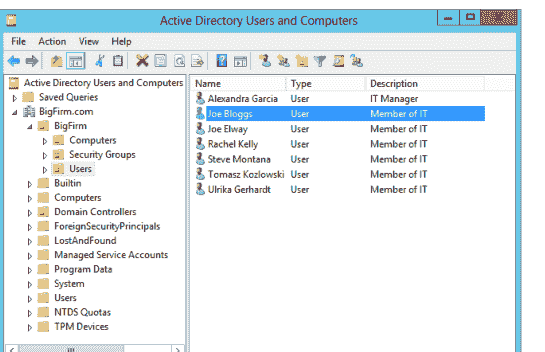 Active Directory Users and Computers
File Action View Help
Active Directory Users and Computers
Saved Queries
BigFirm.com
BigFirm
Computers
Security Groups
Users
Builtin
Computers
Domain Controllers
ForeignSecurityPrincipals
LostAndFound
Managed Service Accounts
Program Data
System
Users
NTDS Quotas
TPM Devices
Name Type Description
Alexandra Garcia User IT Manager
Joe Bloggs User Member of IT
Joe Elway User Member of IT
Rachel Kelly User Member of IT
Steve Montana User Member of IT
Tomasz Kozlowski User Member of IT
Ulrika Gerhardt User Member of IT